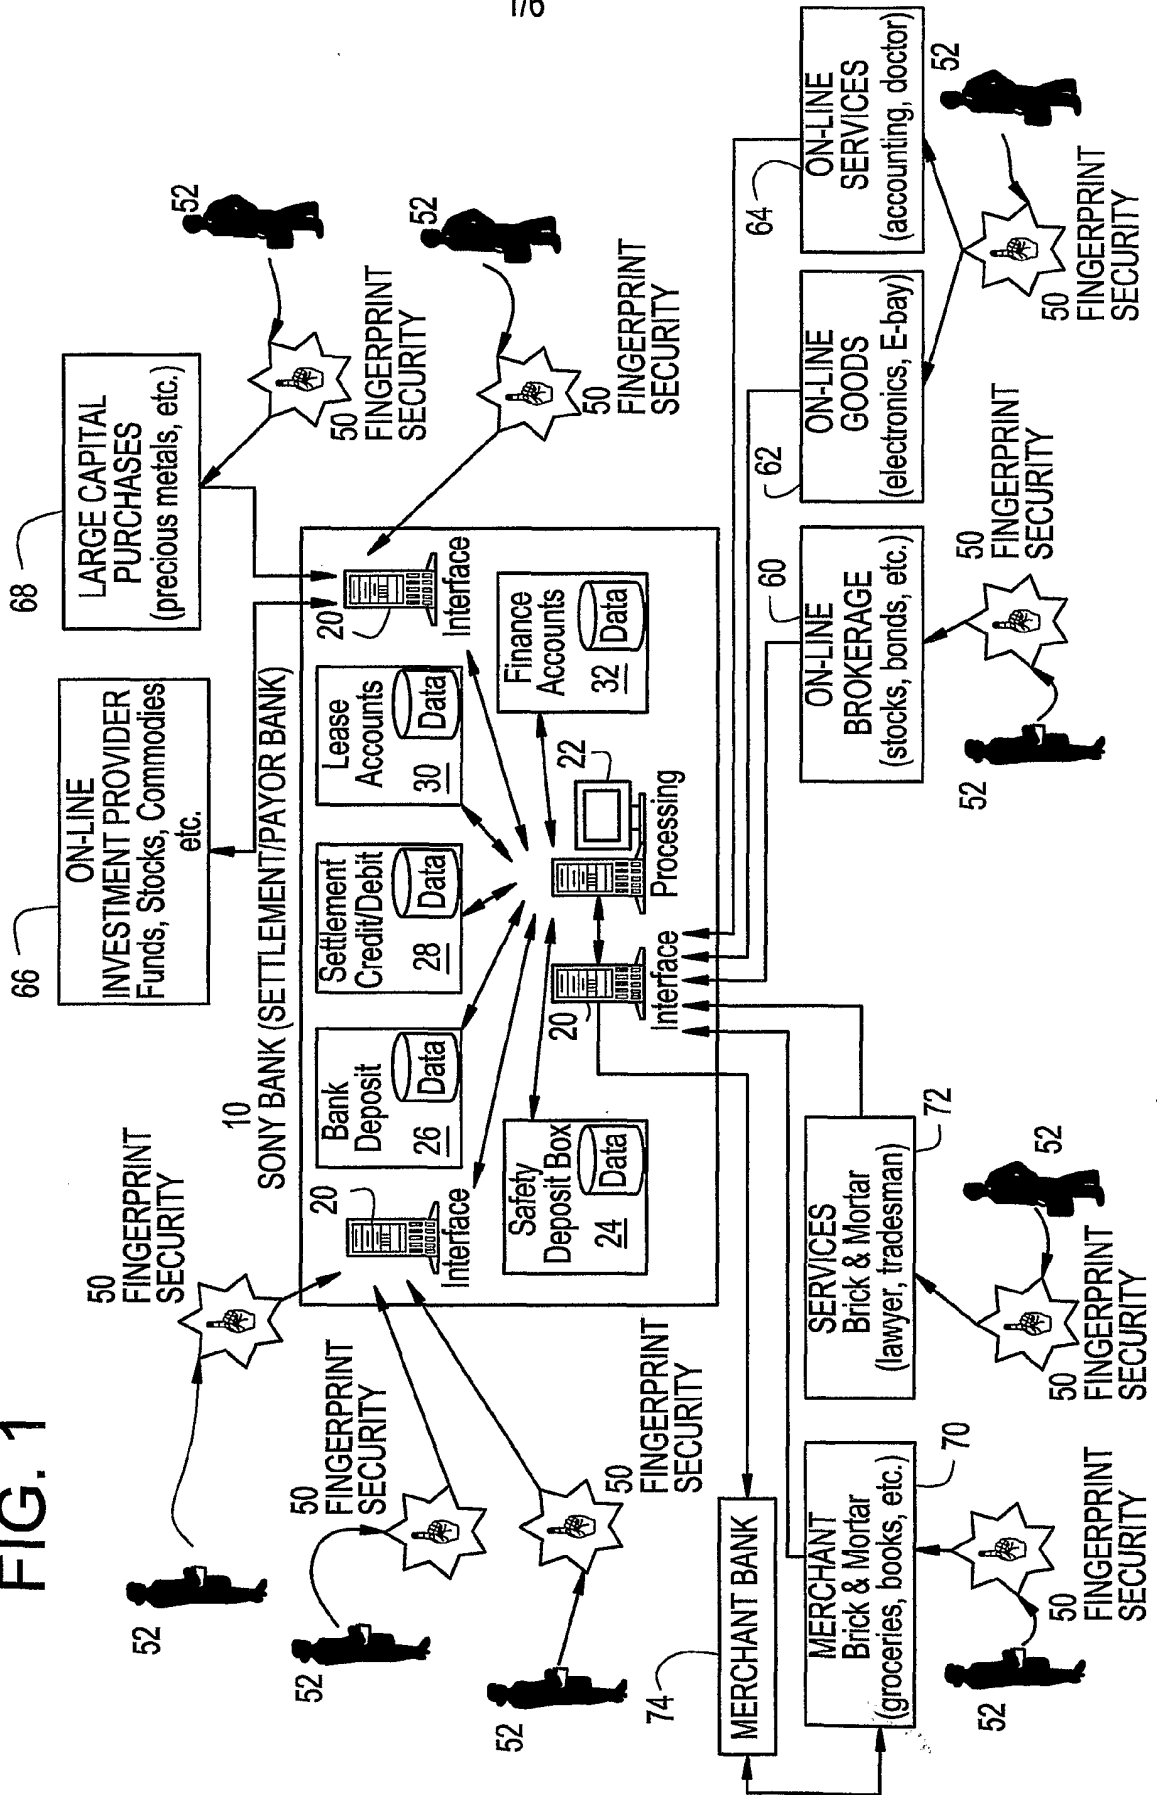 1/6
FIG. 1
66
ON-LINE
INVESTMENT PROVIDER
Funds, Stocks, Commodities
etc.
68
LARGE CAPITAL
PURCHASES
(precious metals, etc.)
52
50
FINGERPRINT
SECURITY
52
50
FINGERPRINT
SECURITY
52
50
FINGERPRINT
SECURITY
52
50
FINGERPRINT
SECURITY
52
50
FINGERPRINT
SECURITY
10
SONY BANK (SETTLEMENT/PAYOR BANK)
20
Interface
Bank
Deposit
26
Data
Settlement
Credit/Debit
28
Data
Lease
Accounts
30
Data
20
Interface
Safety
Deposit Box
24
Data
20
Interface
22
Processing
Finance
Accounts
32
Data
74
MERCHANT BANK
MERCHANT
Brick & Mortar
(groceries, books, etc.)
70
52
50
FINGERPRINT
SECURITY
SERVICES
Brick & Mortar
(lawyer, tradesman)
72
52
50
FINGERPRINT
SECURITY
60
ON-LINE
BROKERAGE
(stocks, bonds, etc.)
52
50
FINGERPRINT
SECURITY
62
ON-LINE
GOODS
(electronics, E-bay)
64
ON-LINE
SERVICES
(accounting, doctor)
52
50
FINGERPRINT
SECURITY